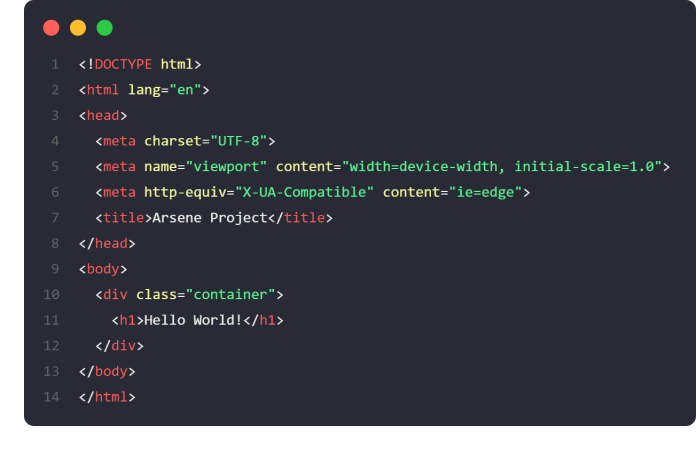 1 <!DOCTYPE html>
2 <html lang="en">
3 <head>
4   <meta charset="UTF-8">
5   <meta name="viewport" content="width=device-width, initial-scale=1.0">
6   <meta http-equiv="X-UA-Compatible" content="ie=edge">
7   <title>Arsene Project</title>
8 </head>
9 <body>
10   <div class="container">
11     <h1>Hello World!</h1>
12   </div>
13 </body>
14 </html>